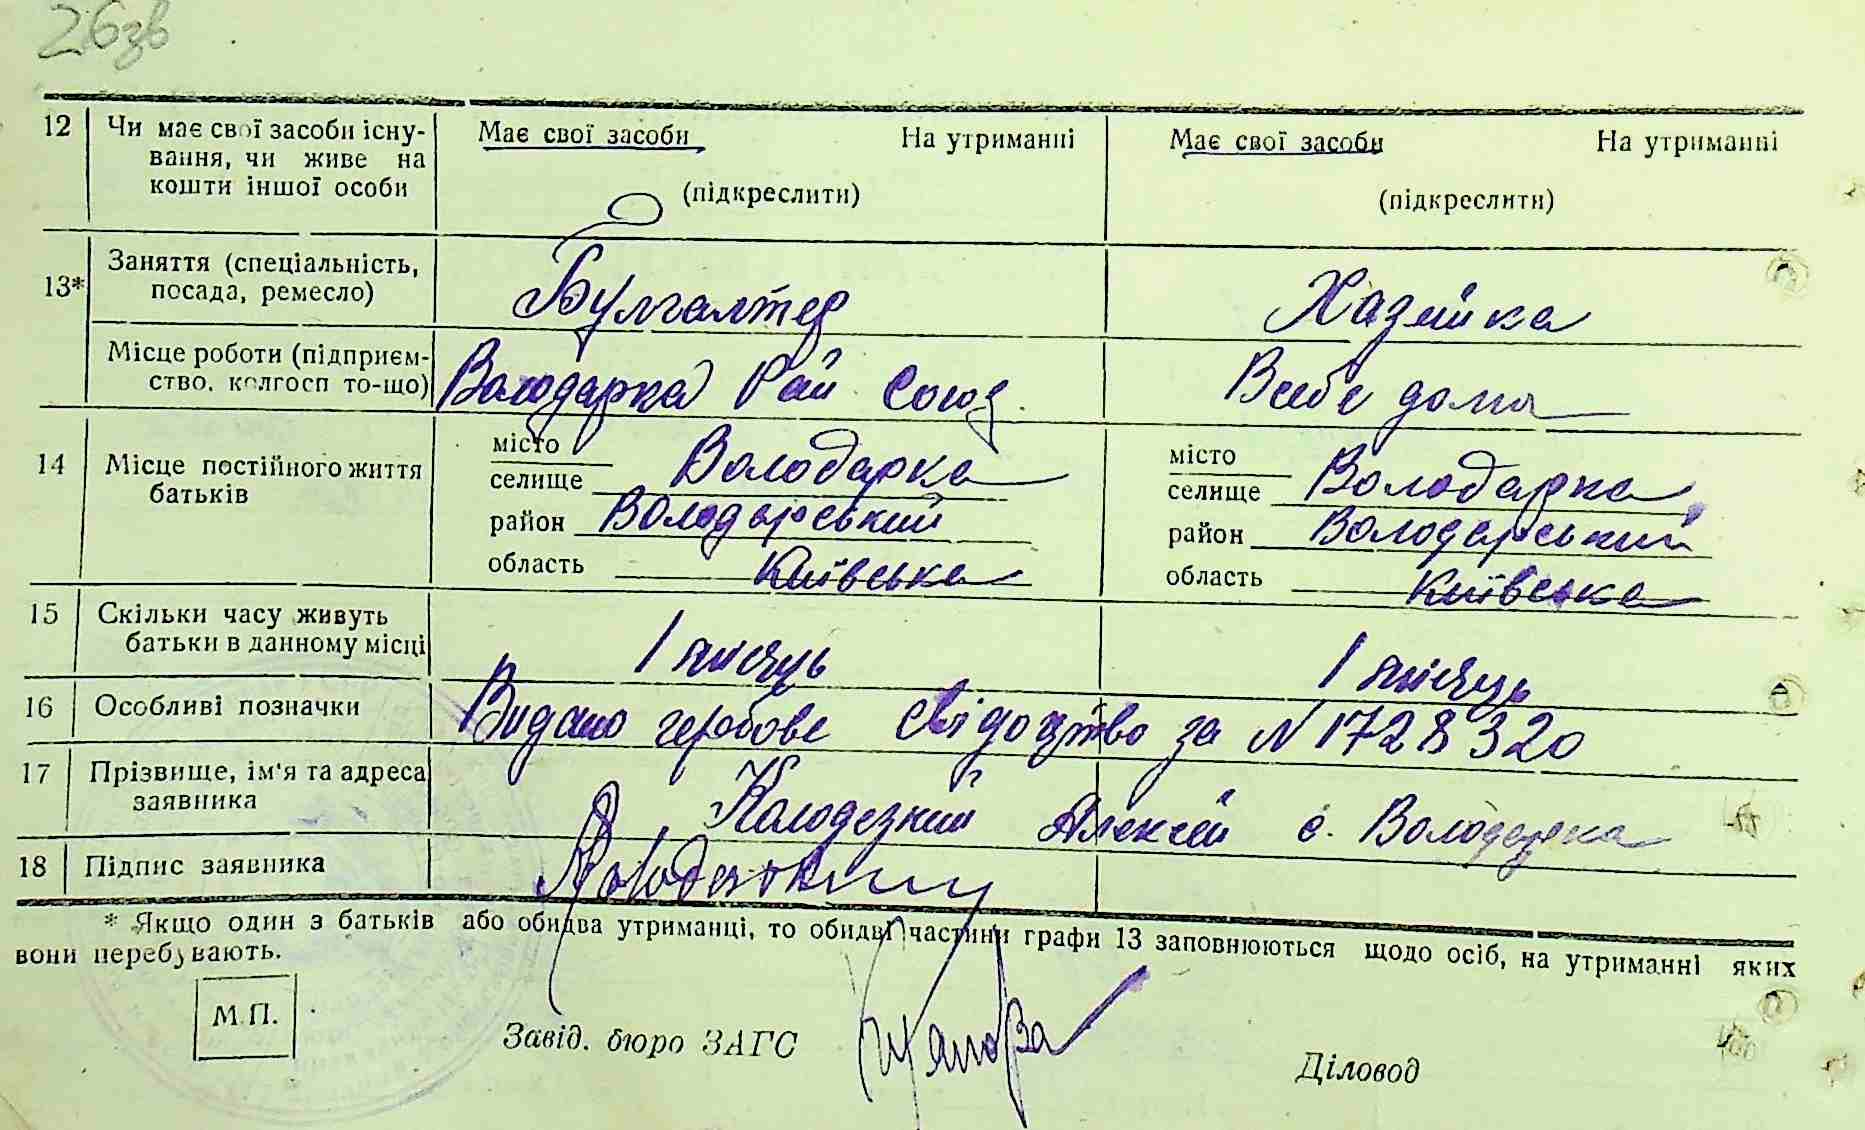 26зв
12 Чи має свої засоби існу- Має свої засоби На утриманні Має свої засоби На утриманні
вання, чи живе на
кошти іншої особи (підкреслити) (підкреслити)
13* Заняття (спеціальність,
посада, ремесло) Бухгалтер Хазяйка
Місце роботи (підприєм-
ство, колгосп то-що) Володарка Рай Союз Всебе дома
14 Місце постійного життя
батьків
місто місто
селище Володарка селище Володарка
район Володарський район Володарський
область Київська область Київська
15 Скільки часу живуть
батьки в данному місці 1 місяць 1 місяць
16 Особливі позначки Видано гербове свідоцтво за N 1728320
17 Прізвище, ім'я та адреса
заявника Колодезний Алексей с. Володарка
18 Підпис заявника
* Якщо один з батьків або обидва утриманці, то обидві частини графи 13 заповнюються щодо осіб, на утриманні яких
вони перебувають.
М.П.
Завід. бюро ЗАГС
Діловод